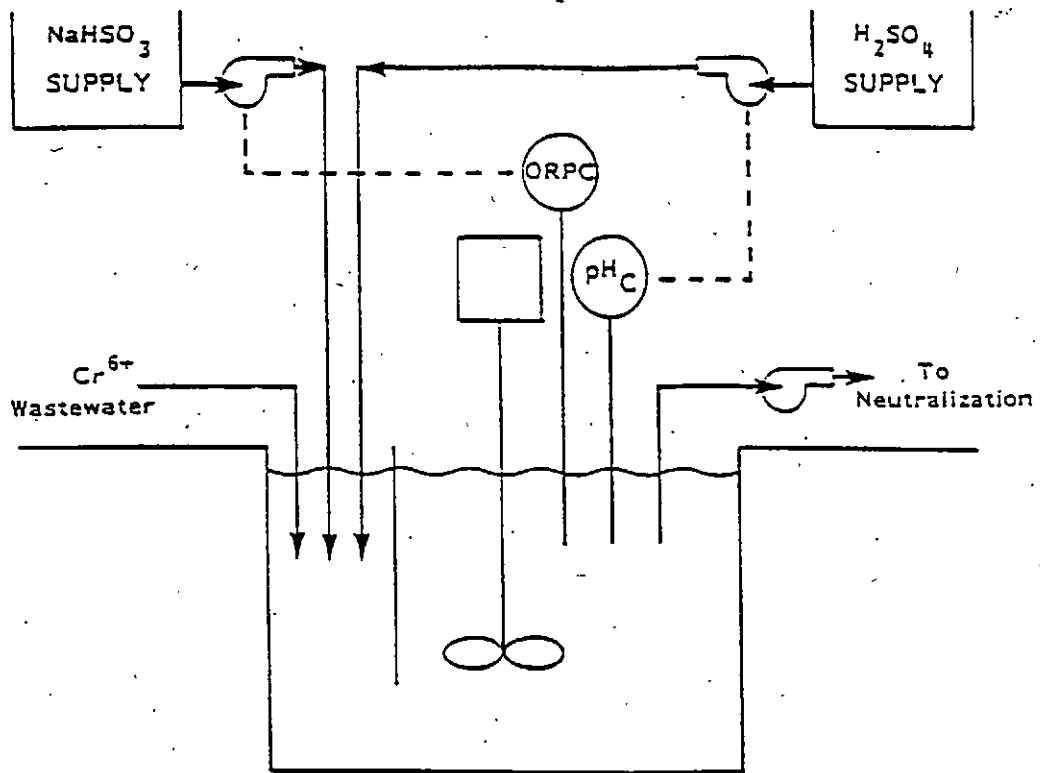 NaHSO₃
SUPPLY
H₂SO₄
SUPPLY
ORPC
pHC
Cr⁶⁺
Wastewater
To
Neutralization